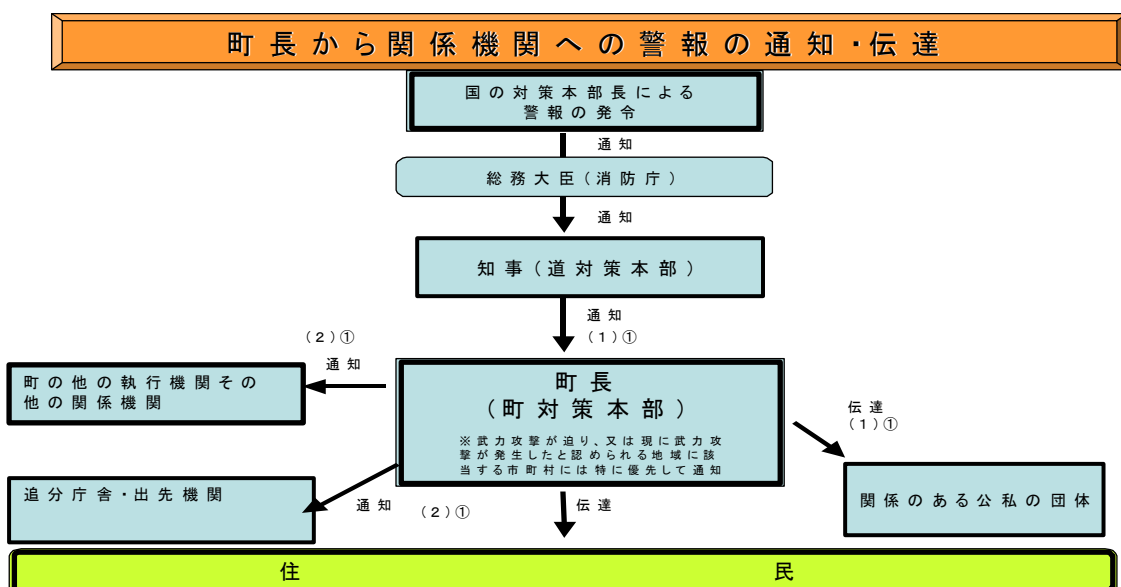 町長から関係機関への警報の通知・伝達
国の対策本部長による
警報の発令
通知
総務大臣(消防庁)
通知
知事(道対策本部)
通知
(1)①
(2)①
通知
町の他の執行機関その
他の関係機関
町長
(町対策本部)
※武力攻撃が迫り、又は現に武力攻
撃が発生したと認められる地域に該
当する市町村には特に優先して通知
伝達
(1)①
追分庁舎・出先機関
通知
(2)①
伝達
関係のある公私の団体
住民